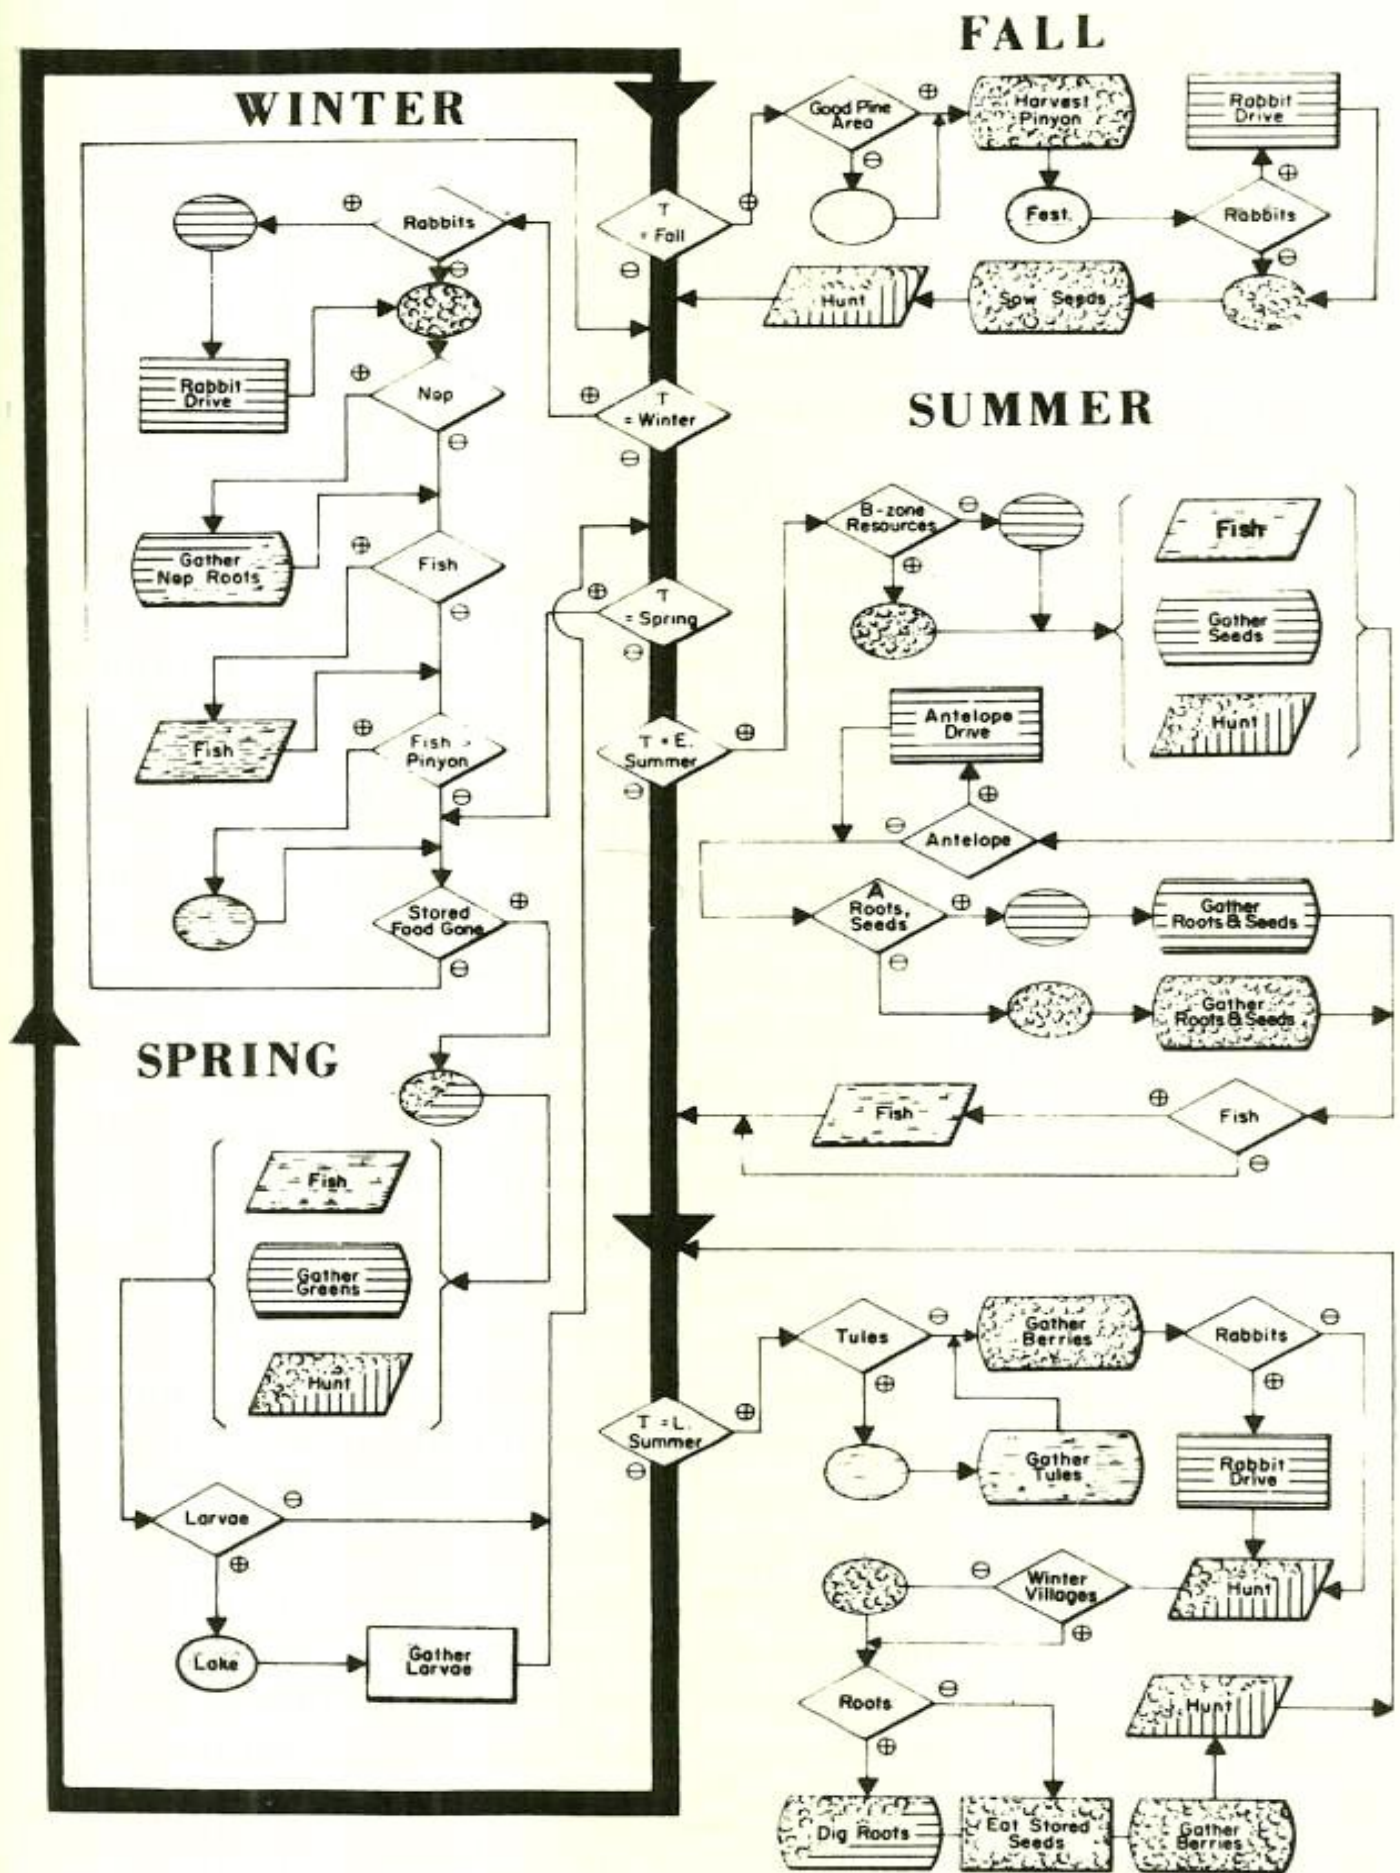 FALL
WINTER
Good Pine
Area
⊕
Harvest
Pinyon
Rabbit
Drive
⊖
⊕
Fest.
Rabbits
⊕
⊖
Hunt
Sow Seeds
T
= Fall
⊖
⊕
Rabbits
⊖
Rabbit
Drive
⊕
Nop
⊖
⊕
T
= Winter
⊖
Gather
Nop Roots
⊕
Fish
⊖
⊕
T
= Spring
⊖
Fish
⊕
Fish >
Pinyon
⊖
T = E.
Summer
⊕
⊖
Stored
Food Gone
⊕
⊖
SUMMER
B-zone
Resources
⊖
⊕
Fish
Gather
Seeds
Hunt
Antelope
Drive
⊕
⊖
Antelope
A
Roots,
Seeds
⊕
⊖
Gather
Roots & Seeds
Gather
Roots & Seeds
Fish
⊕
Fish
⊖
SPRING
Fish
Gather
Greens
Hunt
Larvae
⊖
⊕
Lake
Gather
Larvae
T = L.
Summer
⊕
⊖
Tules
⊖
⊕
Gather
Berries
Rabbits
⊖
⊕
Gather
Tules
Rabbit
Drive
⊖
Winter
Villages
⊕
Hunt
Roots
⊖
⊕
Hunt
Dig Roots
Eat Stored
Seeds
Gather
Berries